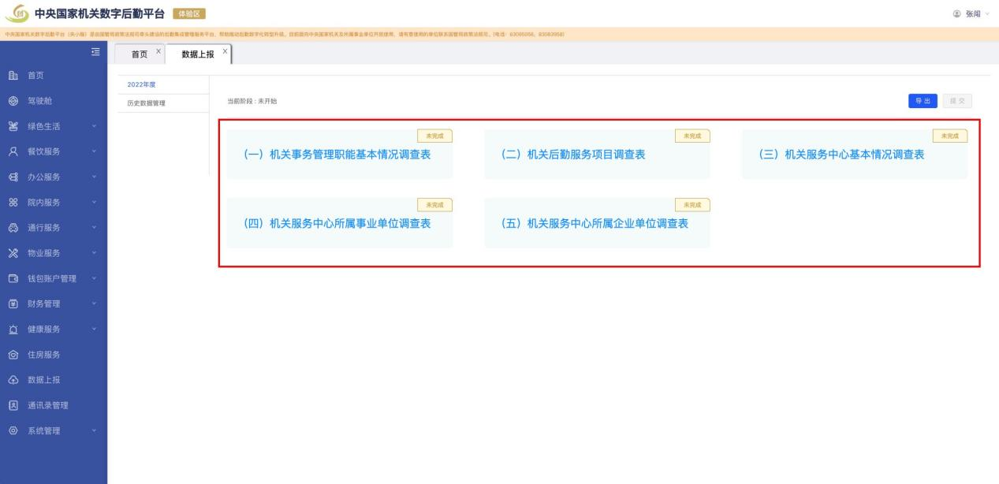 中央国家机关数字后勤平台 体验区 张闻
中央国家机关数字后勤平台（央小服）是由国管局政策法规司牵头建设的后勤集成管理服务平台，帮助推动后勤数字化转型升级。目前面向中央国家机关及所属事业单位开放使用，请有意使用的单位联系国管局政策法规司。(电话：83085058、83083958)
首页 X 数据上报 X
首页
驾驶舱
绿色生活
餐饮服务
办公服务
院内服务
通行服务
物业服务
钱包账户管理
财务管理
健康服务
住房服务
数据上报
通讯录管理
系统管理
2022年度
历史数据管理
当前阶段 : 未开始
导 出 提 交
未完成
（一）机关事务管理职能基本情况调查表
未完成
（二）机关后勤服务项目调查表
未完成
（三）机关服务中心基本情况调查表
未完成
（四）机关服务中心所属事业单位调查表
未完成
（五）机关服务中心所属企业单位调查表